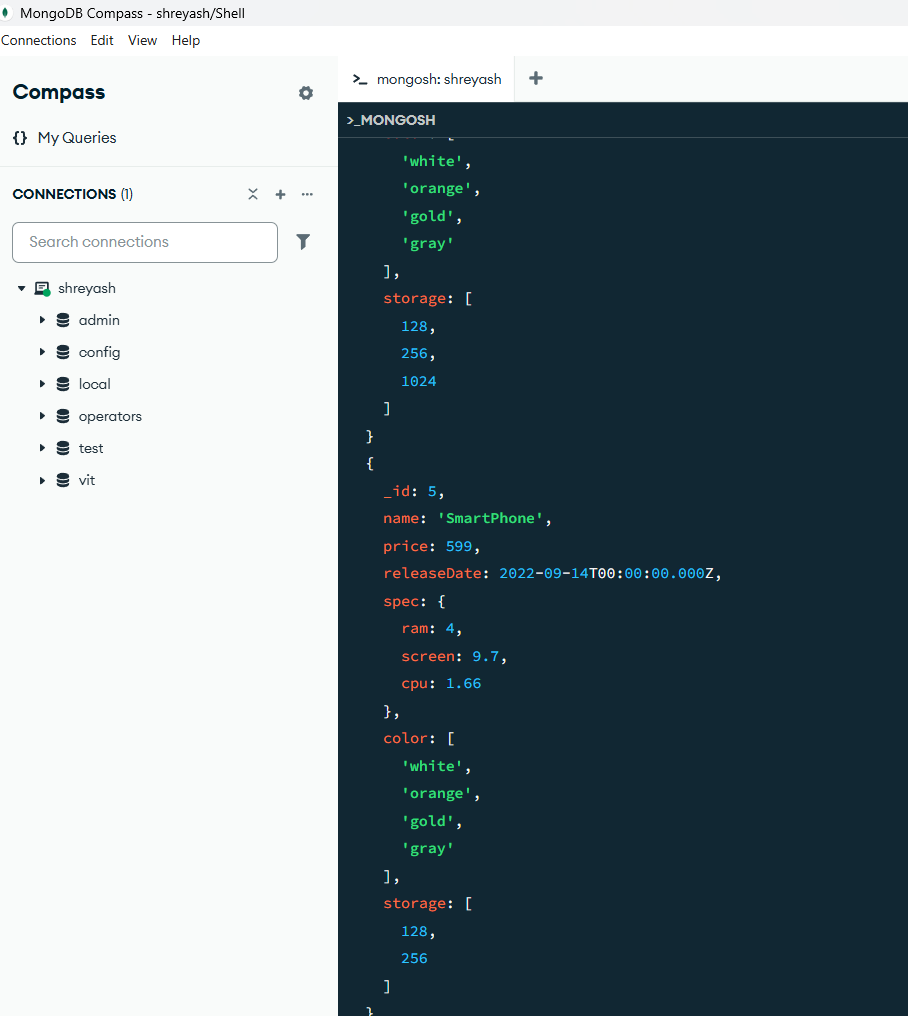 MongoDB Compass - shreyash/Shell
Connections Edit View Help
Compass
{} My Queries
CONNECTIONS (1)
Search connections
shreyash
admin
config
local
operators
test
vit
>_ mongosh: shreyash +
>_MONGOSH
'white',
'orange',
'gold',
'gray'
],
storage: [
128,
256,
1024
]
}
{
_id: 5,
name: 'SmartPhone',
price: 599,
releaseDate: 2022-09-14T00:00:00.000Z,
spec: {
ram: 4,
screen: 9.7,
cpu: 1.66
},
color: [
'white',
'orange',
'gold',
'gray'
],
storage: [
128,
256
]
}